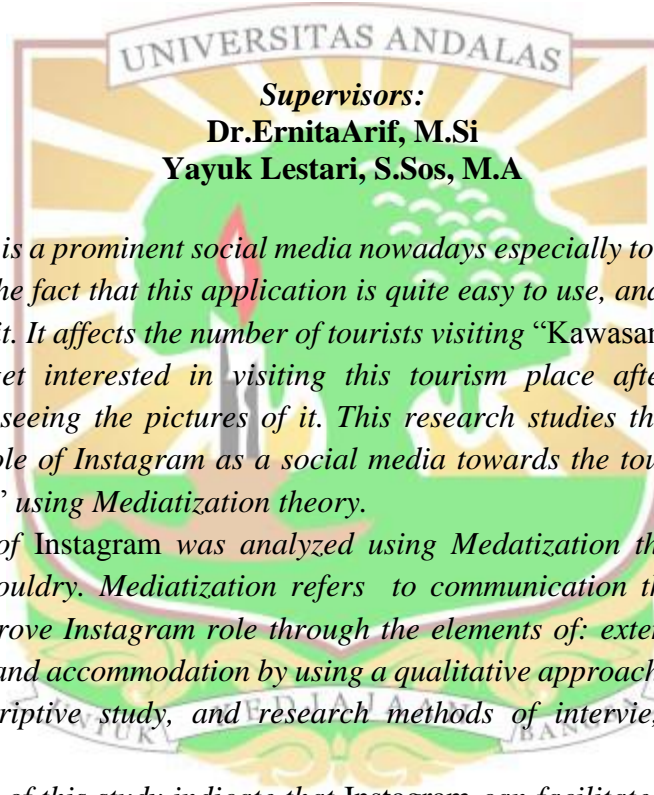 UNIVERSITAS ANDALAS
Supervisors:
Dr.ErnitaArif, M.Si
Yayuk Lestari, S.Sos, M.A
is a prominent social media nowadays especially to
he fact that this application is quite easy to use, and
it. It affects the number of tourists visiting “Kawasan
et interested in visiting this tourism place afte
seeing the pictures of it. This research studies th
ole of Instagram as a social media towards the tou
” using Mediatization theory.
of Instagram was analyzed using Medatization th
ouldry. Mediatization refers to communication th
rove Instagram role through the elements of: exter
and accommodation by using a qualitative approach
riptive study, and research methods of intervie,
UNTUK KEDJAJAAN BANGSA
of this study indicate that Instagram can facilitate